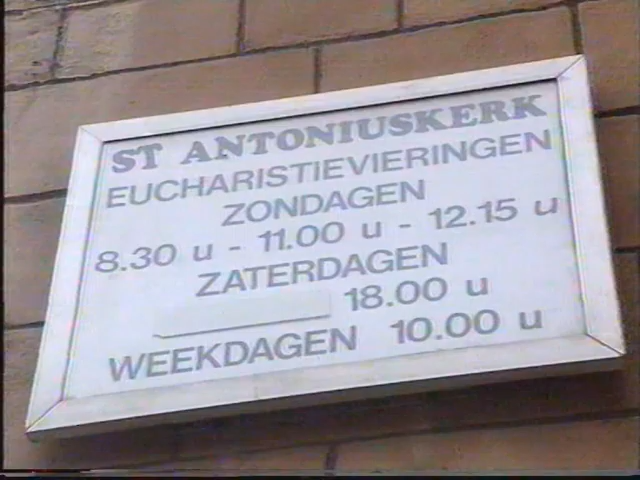 ST ANTONIUSKERK
EUCHARISTIEVIERINGEN
ZONDAGEN
8.30 u - 11.00 u - 12.15 u
ZATERDAGEN
18.00 u
WEEKDAGEN 10.00 u